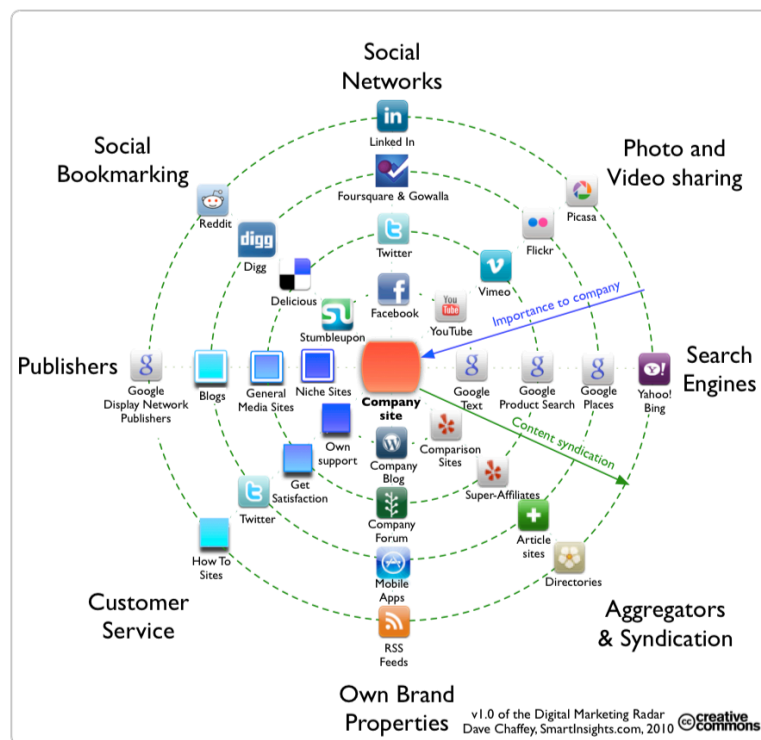 Social
Networks
in
Linked In
Social
Bookmarking
Photo and
Video sharing
Reddit
Picasa
Foursquare & Gowalla
digg
Digg
Flickr
t
Twitter
v
Vimeo
Delicious
f
Facebook
You
Tube
YouTube
Importance to company
Stumbleupon
Publishers
g
Google
Display Network
Publishers
Blogs
General
Media Sites
Niche Sites
Company
site
g
Google
Text
g
Google
Product Search
g
Google
Places
Y!
Yahoo!
Bing
Search
Engines
Content syndication
Own
support
W
Company
Blog
Comparison
Sites
Get
Satisfaction
Super-Affiliates
t
Twitter
Company
Forum
Article
sites
How To
Sites
Mobile
Apps
Directories
Customer
Service
Aggregators
& Syndication
RSS
Feeds
Own Brand
Properties
v1.0 of the Digital Marketing Radar
Dave Chaffey, SmartInsights.com, 2010
cc creative
commons